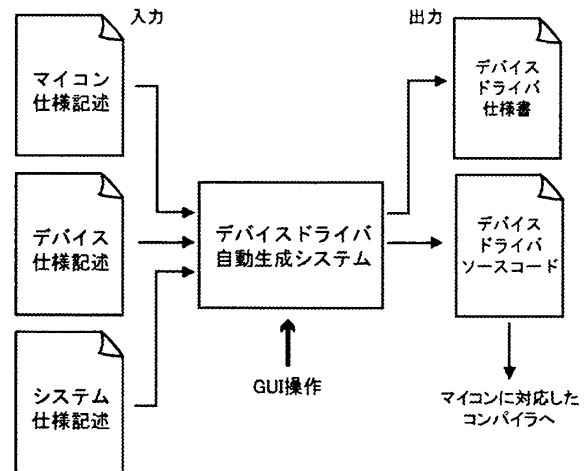 入力
出力
マイコン
仕様記述
デバイス
仕様記述
システム
仕様記述
デバイスドライバ
自動生成システム
GUI操作
デバイス
ドライバ
仕様書
デバイス
ドライバ
ソースコード
マイコンに対応した
コンパイラへ